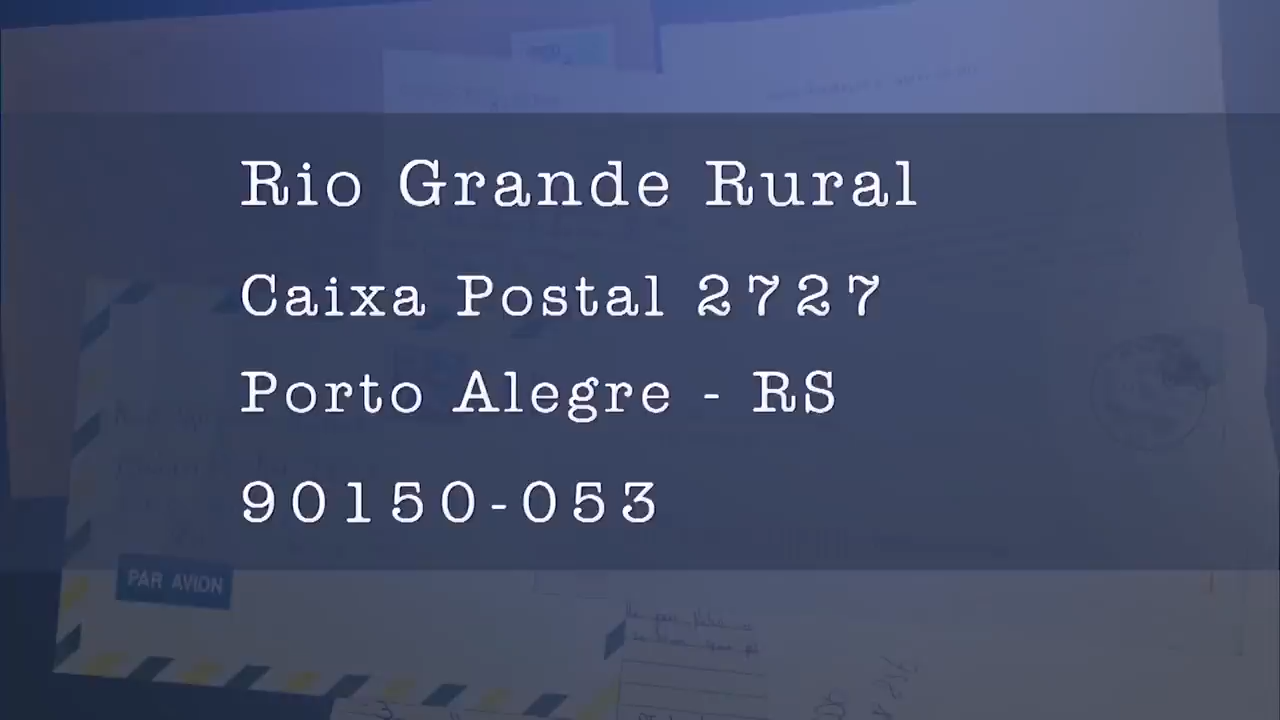 Rio Grande Rural
Caixa Postal 2727
Porto Alegre - RS
90150-053
PAR AVION